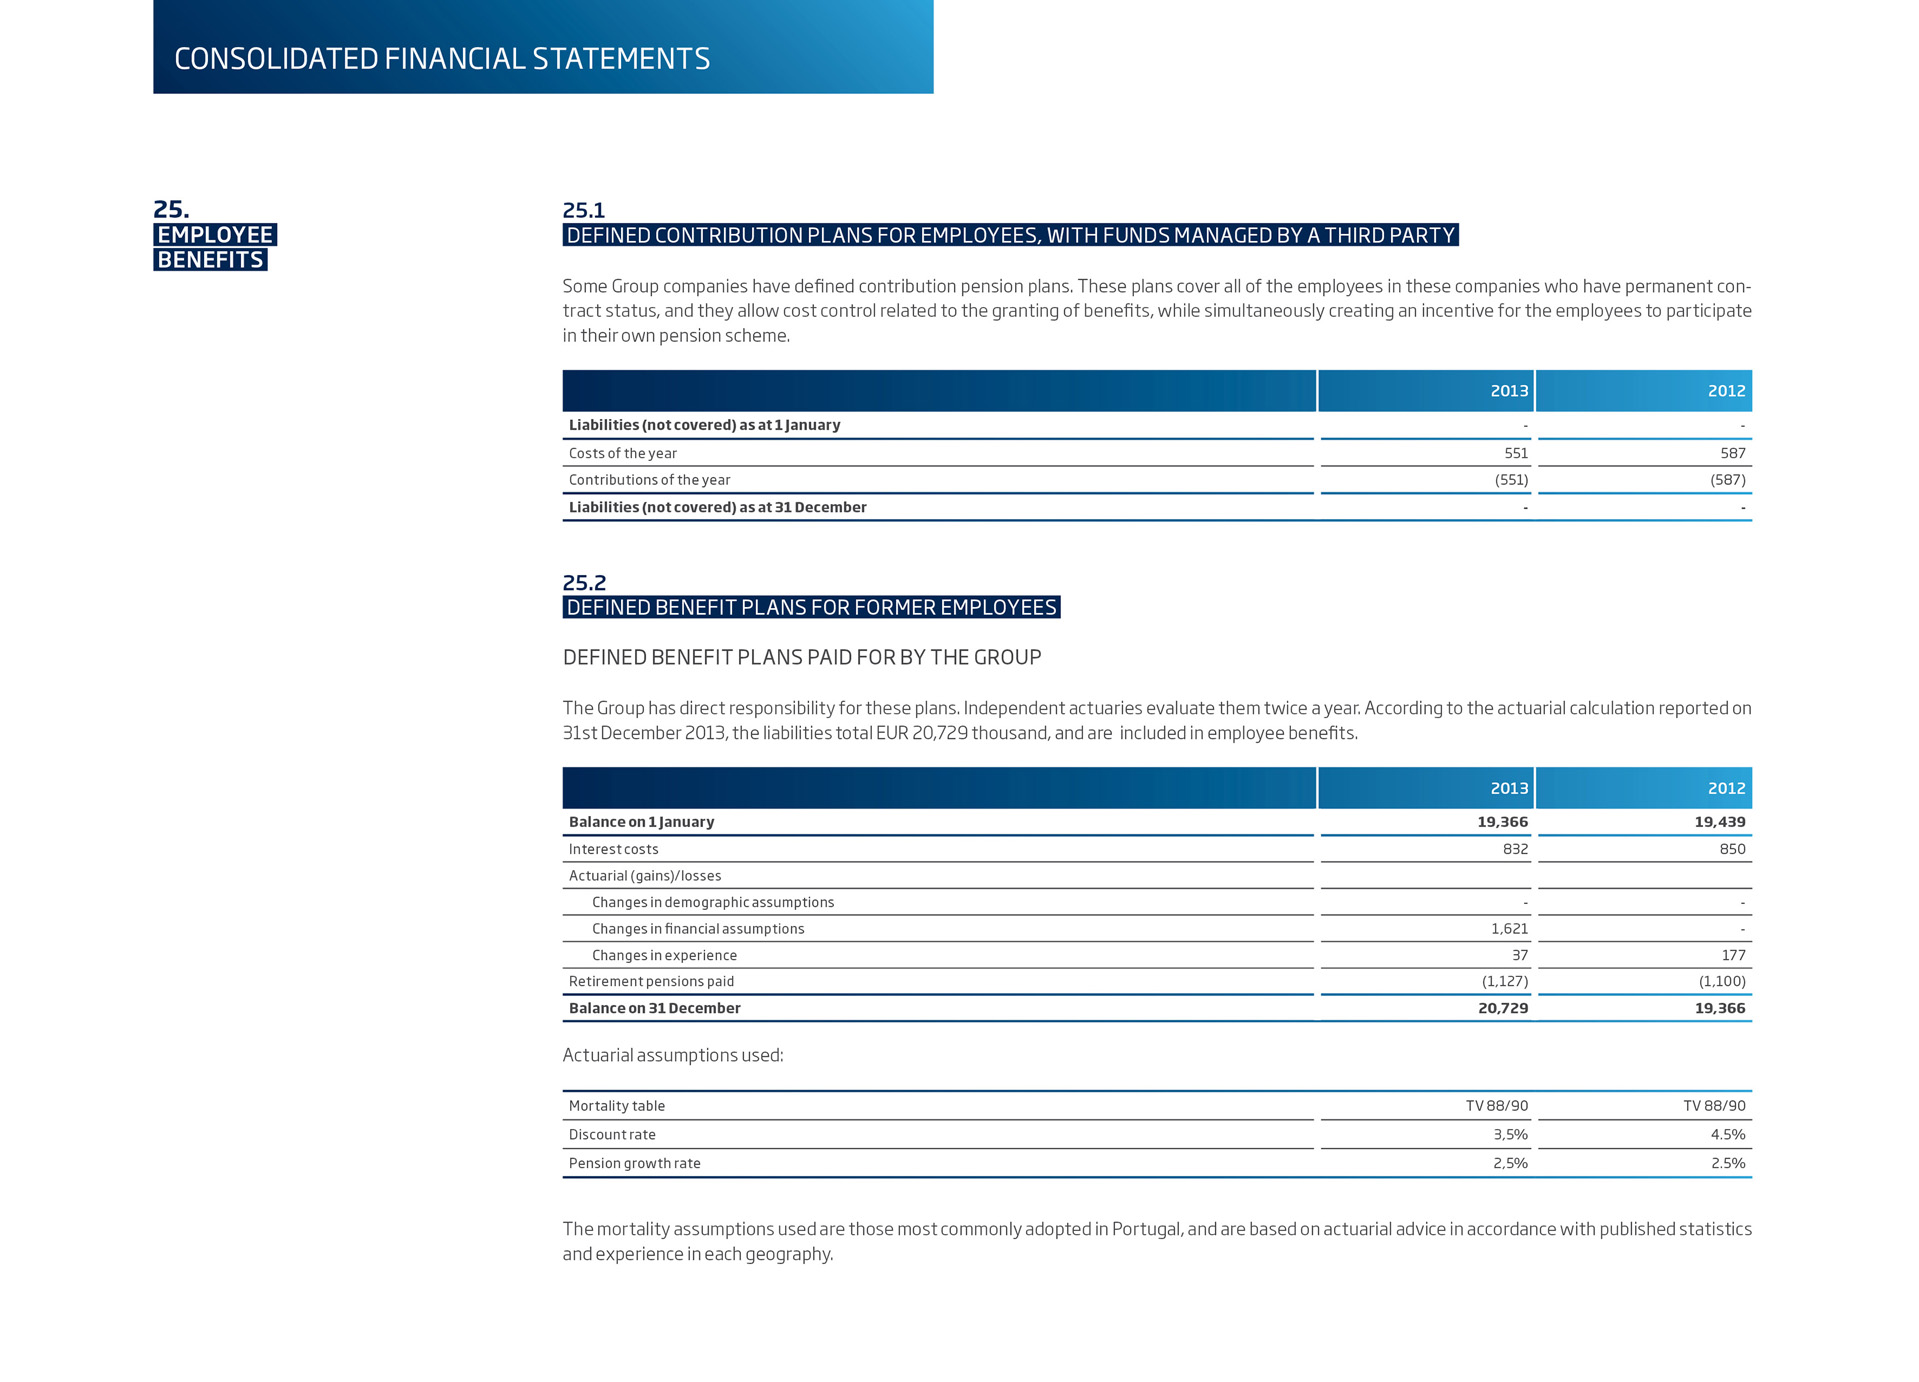 CONSOLIDATED FINANCIAL STATEMENTS
25.
EMPLOYEE
BENEFITS
25.1
DEFINED CONTRIBUTION PLANS FOR EMPLOYEES, WITH FUNDS MANAGED BY A THIRD PARTY
Some Group companies have defined contribution pension plans. These plans cover all of the employees in these companies who have permanent con-
tract status, and they allow cost control related to the granting of benefits, while simultaneously creating an incentive for the employees to participate
in their own pension scheme.
2013 2012
Liabilities (not covered) as at 1 January - -
Costs of the year 551 587
Contributions of the year (551) (587)
Liabilities (not covered) as at 31 December - -
25.2
DEFINED BENEFIT PLANS FOR FORMER EMPLOYEES
DEFINED BENEFIT PLANS PAID FOR BY THE GROUP
The Group has direct responsibility for these plans. Independent actuaries evaluate them twice a year. According to the actuarial calculation reported on
31st December 2013, the liabilities total EUR 20,729 thousand, and are included in employee benefits.
2013 2012
Balance on 1 January 19,366 19,439
Interest costs 832 850
Actuarial (gains)/losses
Changes in demographic assumptions - -
Changes in financial assumptions 1,621 -
Changes in experience 37 177
Retirement pensions paid (1,127) (1,100)
Balance on 31 December 20,729 19,366
Actuarial assumptions used:
Mortality table TV 88/90 TV 88/90
Discount rate 3,5% 4.5%
Pension growth rate 2,5% 2.5%
The mortality assumptions used are those most commonly adopted in Portugal, and are based on actuarial advice in accordance with published statistics
and experience in each geography.